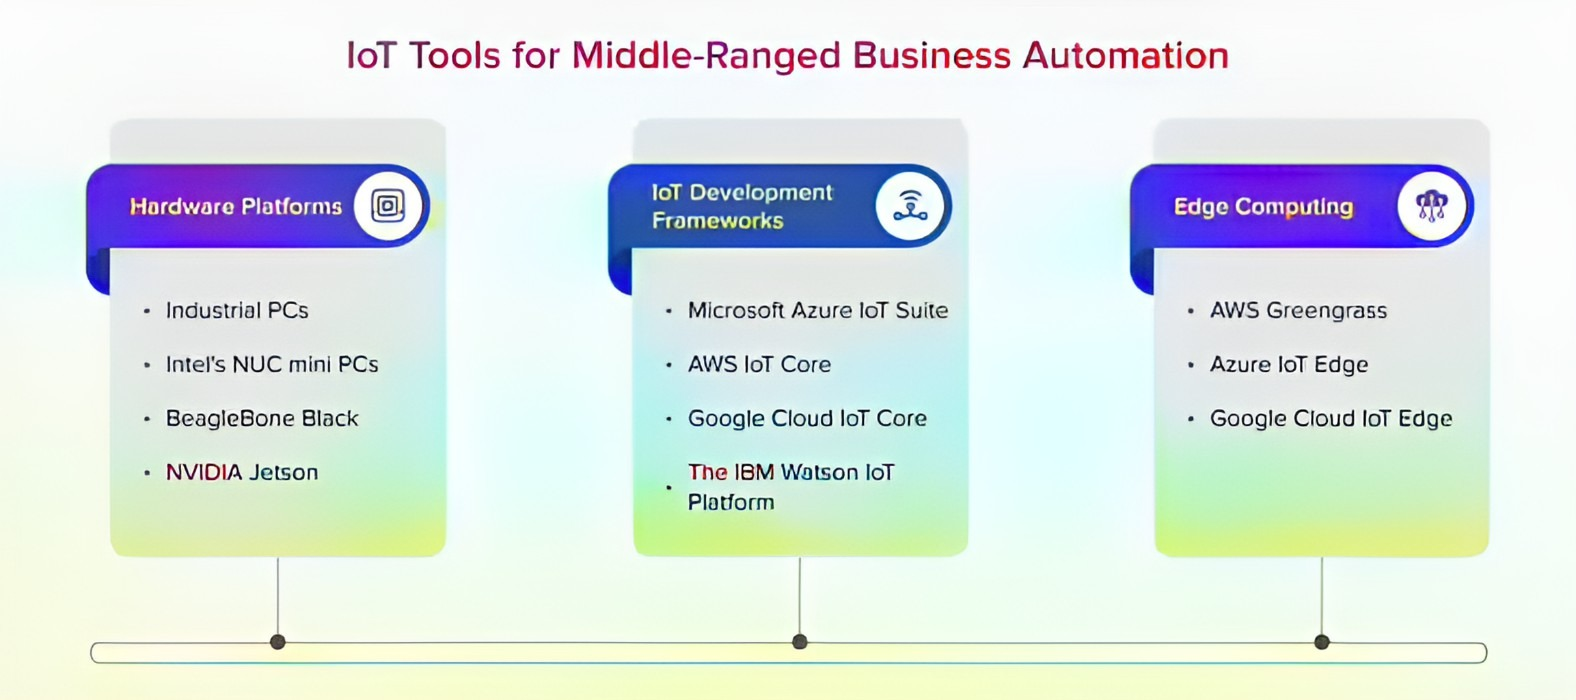 IoT Tools for Middle-Ranged Business Automation
Hardware Platforms
• Industrial PCs
• Intel's NUC mini PCs
• BeagleBone Black
• NVIDIA Jetson
IoT Development
Frameworks
• Microsoft Azure IoT Suite
• AWS IoT Core
• Google Cloud IoT Core
• The IBM Watson IoT
Platform
Edge Computing
• AWS Greengrass
• Azure IoT Edge
• Google Cloud IoT Edge